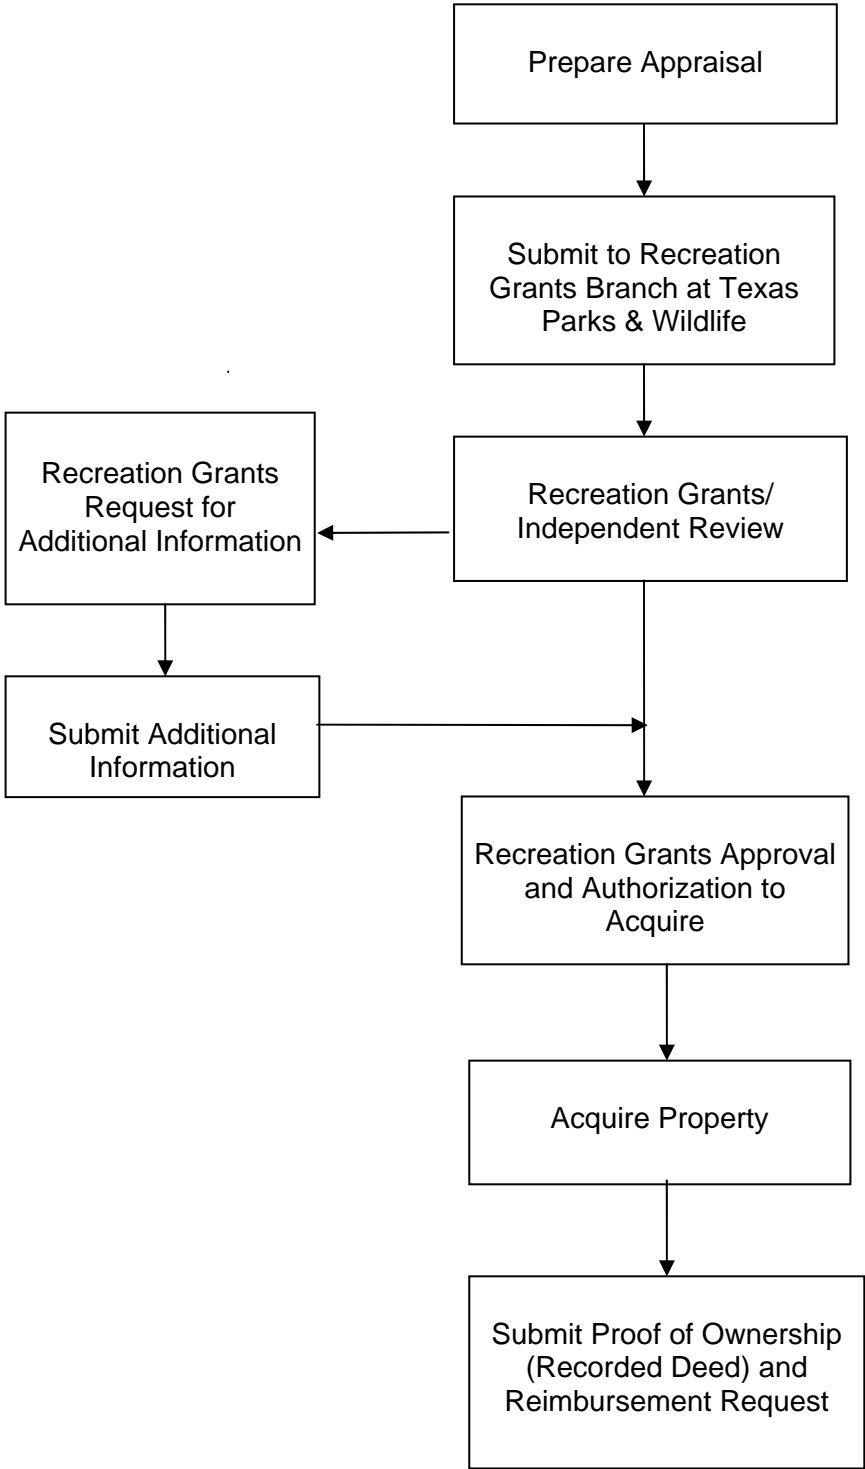 Prepare Appraisal
Submit to Recreation
Grants Branch at Texas
Parks & Wildlife
Recreation Grants/
Independent Review
Recreation Grants
Request for
Additional Information
Submit Additional
Information
Recreation Grants Approval
and Authorization to
Acquire
Acquire Property
Submit Proof of Ownership
(Recorded Deed) and
Reimbursement Request